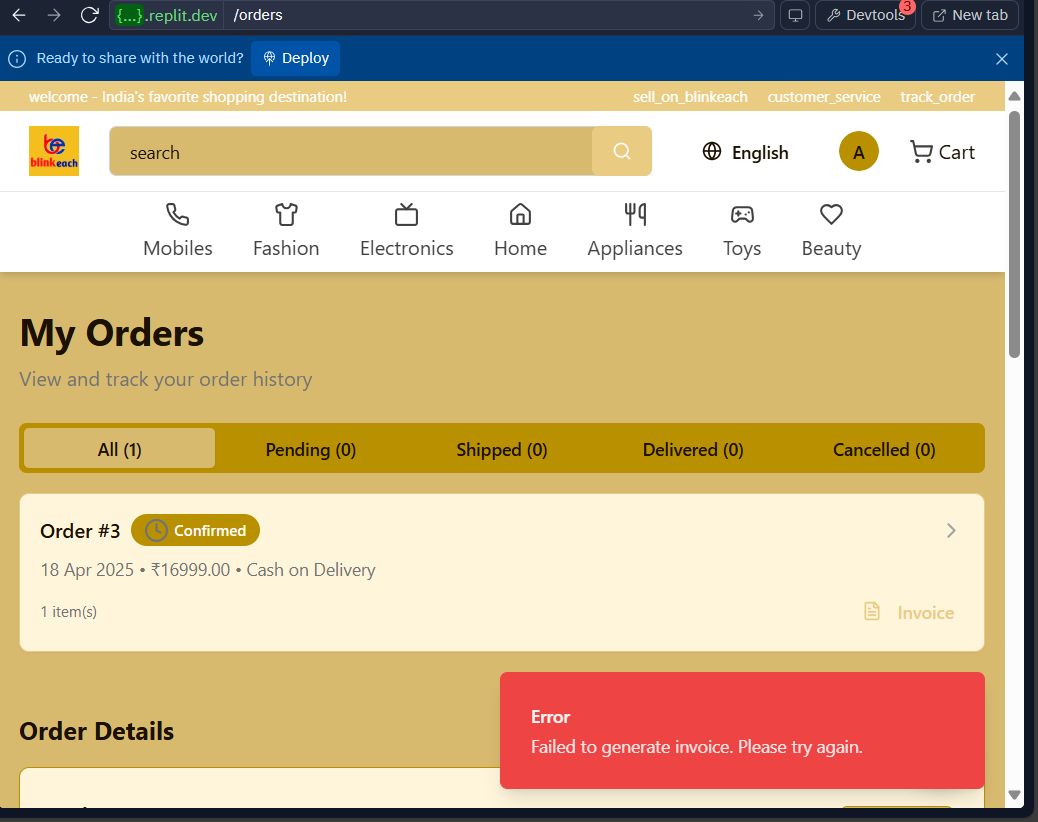 {...}.replit.dev /orders
Devtools 3
New tab
Ready to share with the world? Deploy
welcome - India's favorite shopping destination! sell_on_blinkeach customer_service track_order
be
blinkeach
search
English
A
Cart
Mobiles Fashion Electronics Home Appliances Toys Beauty
My Orders
View and track your order history
All (1) Pending (0) Shipped (0) Delivered (0) Cancelled (0)
Order #3 Confirmed
18 Apr 2025 • ₹16999.00 • Cash on Delivery
1 item(s) Invoice
Order Details
Error
Failed to generate invoice. Please try again.